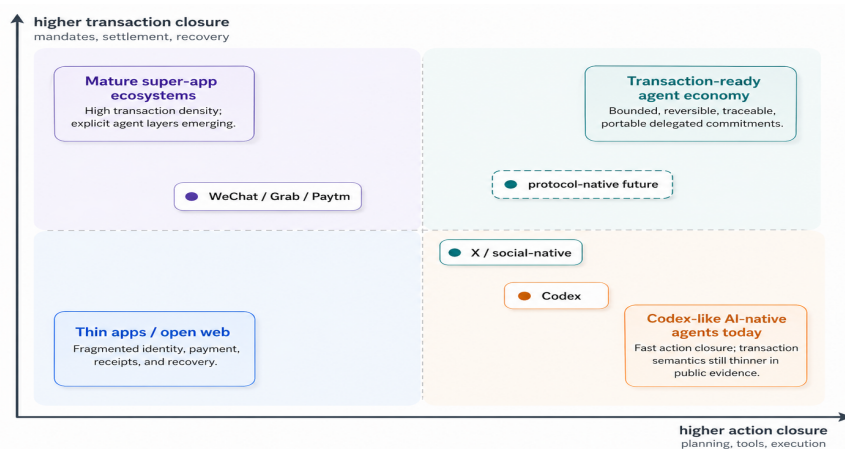 higher transaction closure
mandates, settlement, recovery
Mature super-app
ecosystems
High transaction density;
explicit agent layers emerging.
Transaction-ready
agent economy
Bounded, reversible, traceable,
portable delegated commitments.
WeChat / Grab / Paytm
protocol-native future
X / social-native
Codex
Thin apps / open web
Fragmented identity, payment,
receipts, and recovery.
Codex-like AI-native
agents today
Fast action closure; transaction
semantics still thinner in
public evidence.
higher action closure
planning, tools, execution